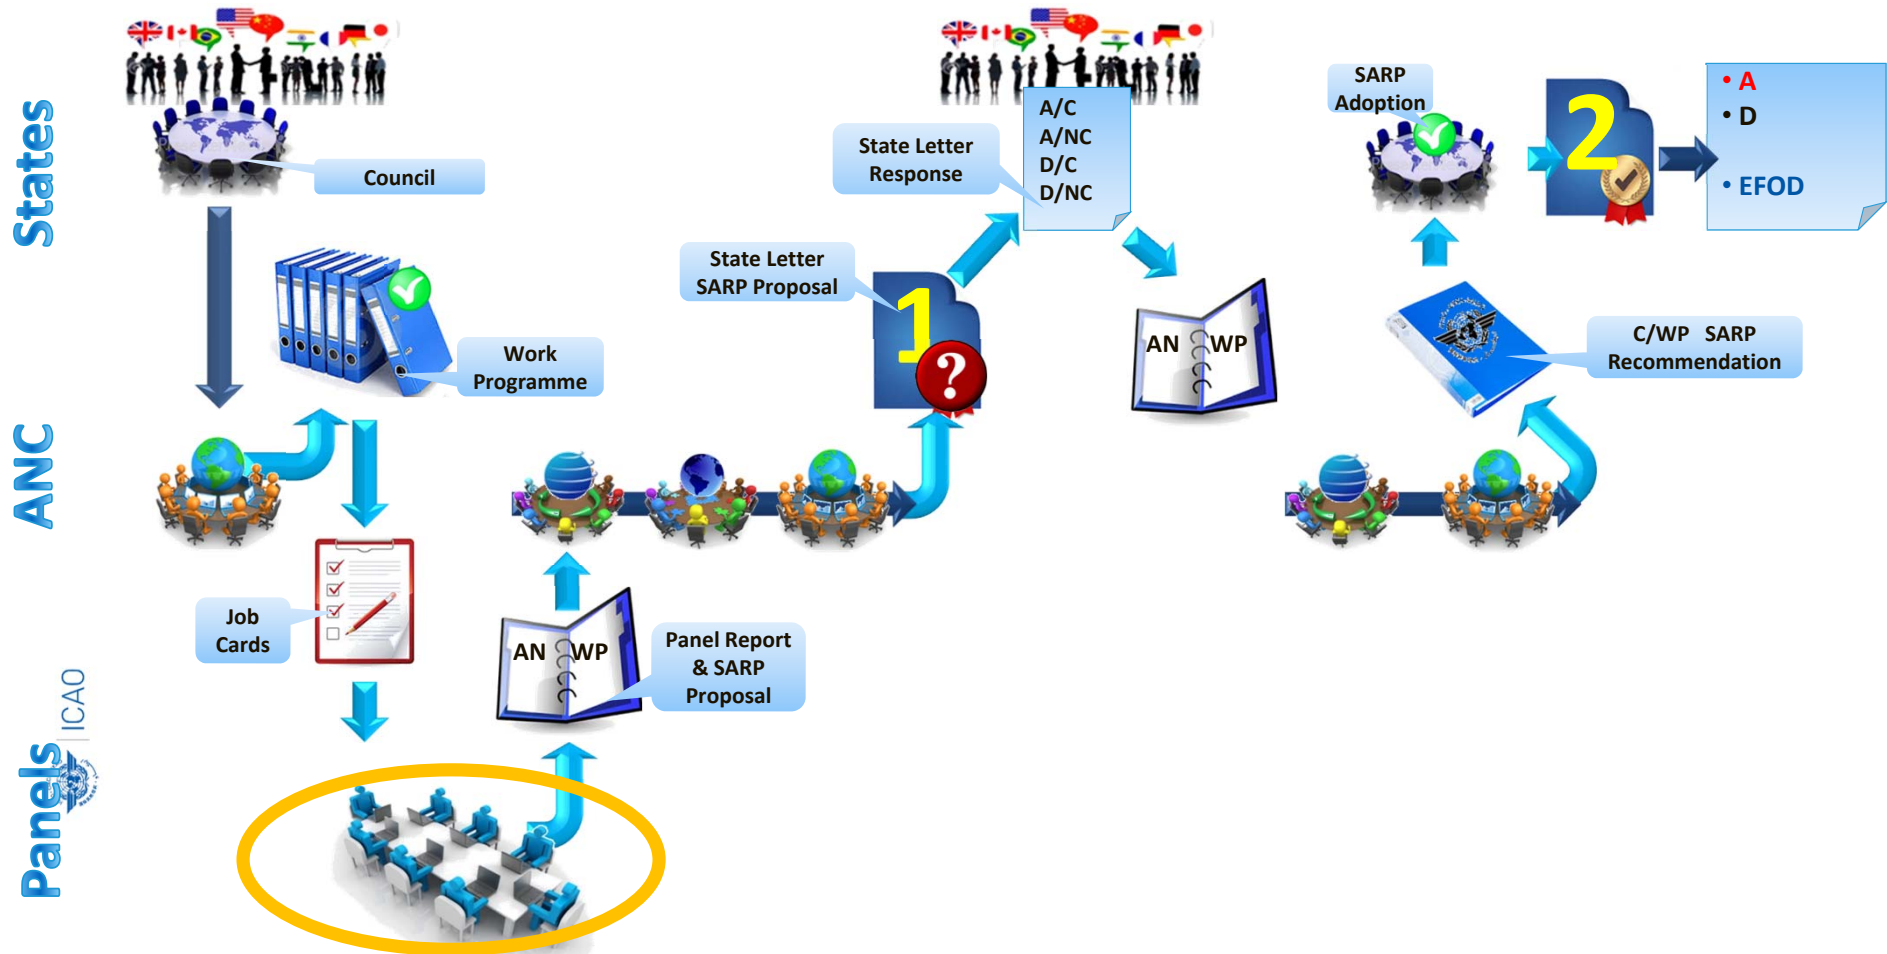 States
ANC
Panels
ICAO
Council
Work
Programme
Job
Cards
AN WP
Panel Report
& SARP
Proposal
State Letter
SARP Proposal
1
?
State Letter
Response
A/C
A/NC
D/C
D/NC
AN WP
C/WP SARP
Recommendation
SARP
Adoption
2
• A
• D
• EFOD